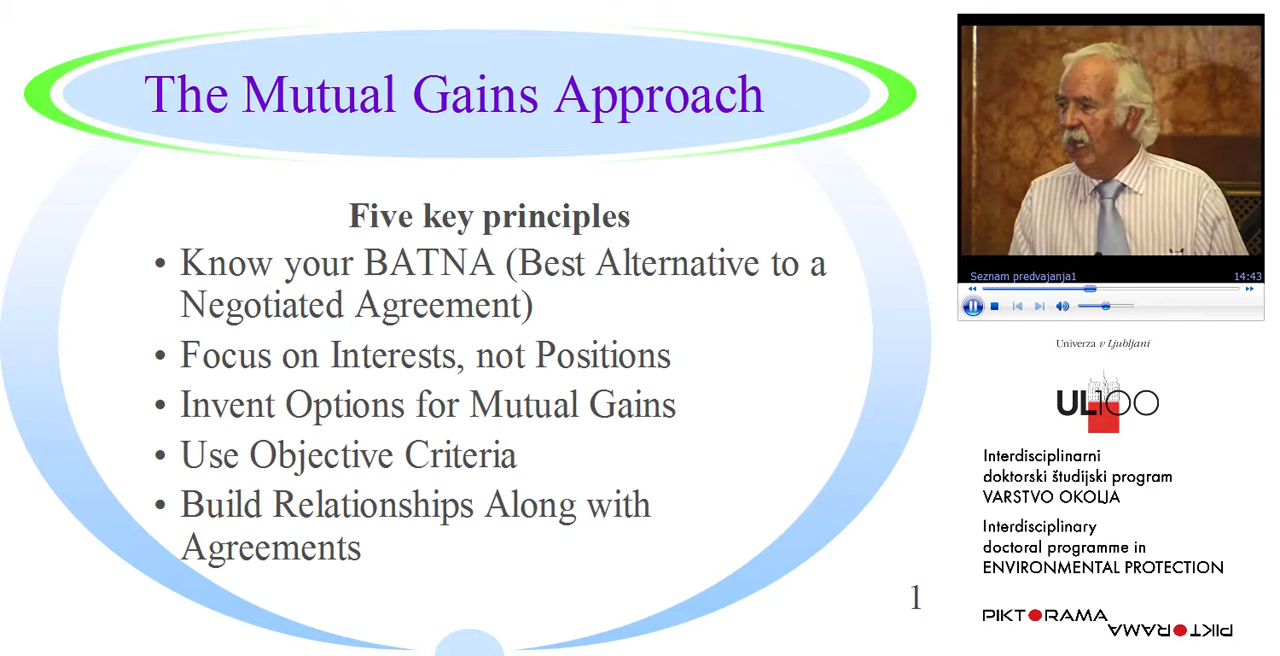 The Mutual Gains Approach
Five key principles
• Know your BATNA (Best Alternative to a
Negotiated Agreement)
• Focus on Interests, not Positions
• Invent Options for Mutual Gains
• Use Objective Criteria
• Build Relationships Along with
Agreements
1
Seznam predvajanja1
14:43
Univerza v Ljubljani
UL100
Interdisciplinarni
doktorski študijski program
VARSTVO OKOLJA
Interdisciplinary
doctoral programme in
ENVIRONMENTAL PROTECTION
PIKTORAMA
PIKTORAMA